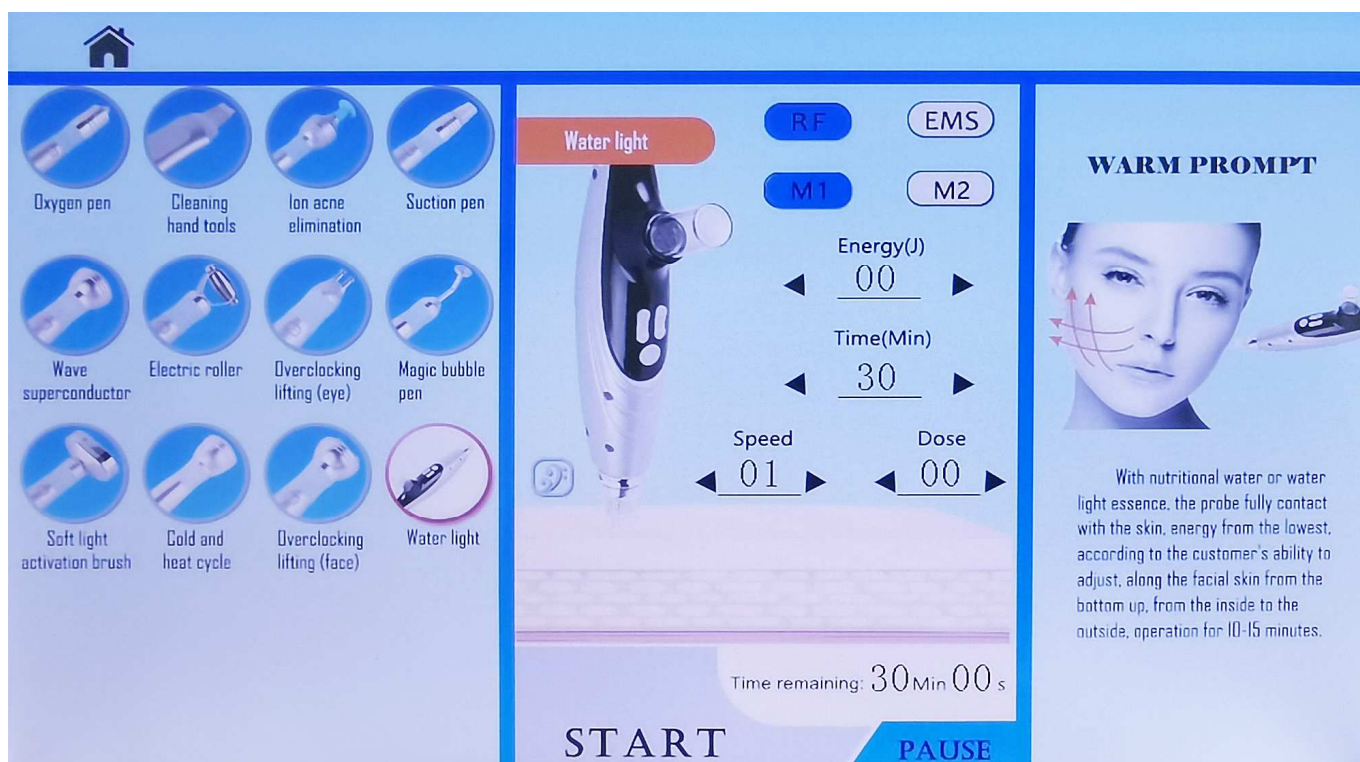 Oxygen pen
Cleaning
hand tools
Ion acne
elimination
Suction pen
Wave
superconductor
Electric roller
Overclocking
lifting (eye)
Magic bubble
pen
Soft light
activation brush
Cold and
heat cycle
Overclocking
lifting (face)
Water light
Water light
RF
EMS
M1
M2
Energy(J)
00
Time(Min)
30
Speed
01
Dose
00
Time remaining: 30 Min 00 s
START
PAUSE
WARM PROMPT
With nutritional water or water
light essence, the probe fully contact
with the skin, energy from the lowest,
according to the customer's ability to
adjust, along the facial skin from the
bottom up, from the inside to the
outside, operation for 10-15 minutes.